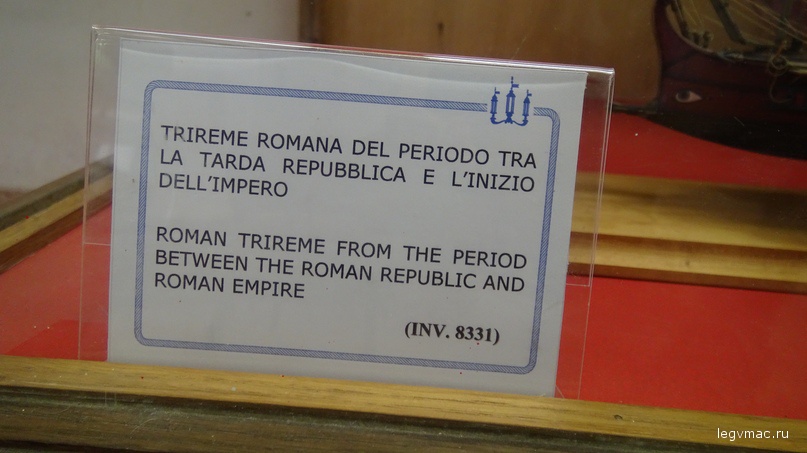 TRIREME ROMANA DEL PERIODO TRA
LA TARDA REPUBBLICA E L'INIZIO
DELL'IMPERO
ROMAN TRIREME FROM THE PERIOD
BETWEEN THE ROMAN REPUBLIC AND
ROMAN EMPIRE
(INV. 8331)
legvmac.ru